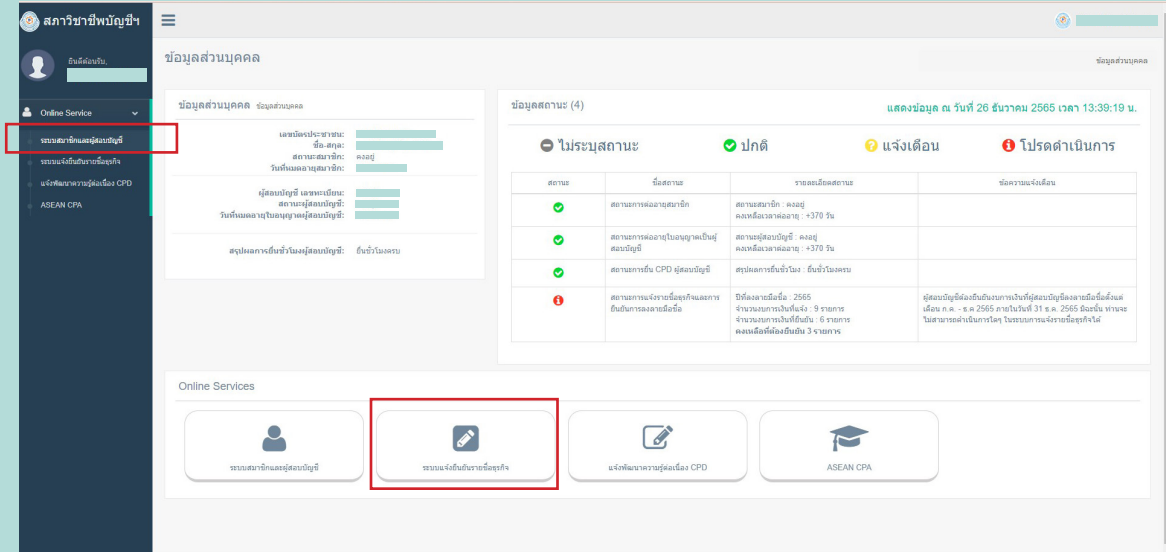 สภาวิชาชีพบัญชีฯ
ยินดีต้อนรับ,
Online Service
ระบบสมาชิกและผู้สอบบัญชี
ระบบแจ้งยืนยันรายชื่อธุรกิจ
แจ้งพัฒนาความรู้ต่อเนื่อง CPD
ASEAN CPA
ข้อมูลส่วนบุคคล
ข้อมูลส่วนบุคคล
ข้อมูลส่วนบุคคล ข้อมูลส่วนบุคคล
เลขบัตรประชาชน:
ชื่อ-สกุล:
สถานะสมาชิก: คงอยู่
วันที่หมดอายุสมาชิก:
ผู้สอบบัญชี เลขทะเบียน:
สถานะผู้สอบบัญชี:
วันที่หมดอายุใบอนุญาตผู้สอบบัญชี:
สรุปผลการยื่นชั่วโมงผู้สอบบัญชี: ยื่นชั่วโมงครบ
ข้อมูลสถานะ (4)
แสดงข้อมูล ณ วันที่ 26 ธันวาคม 2565 เวลา 13:39:19 น.
ไม่ระบุสถานะ ปกติ แจ้งเตือน โปรดดำเนินการ
สถานะ ชื่อสถานะ รายละเอียดสถานะ ข้อความแจ้งเตือน
สถานะการต่ออายุสมาชิก
สถานะสมาชิก : คงอยู่
คงเหลือเวลาต่ออายุ : +370 วัน
สถานะการต่ออายุใบอนุญาตเป็นผู้
สอบบัญชี
สถานะผู้สอบบัญชี : คงอยู่
คงเหลือเวลาต่ออายุ : +370 วัน
สถานะการยื่น CPD ผู้สอบบัญชี
สรุปผลการยื่นชั่วโมง : ยื่นชั่วโมงครบ
สถานะการแจ้งรายชื่อธุรกิจและการ
ยืนยันการลงลายมือชื่อ
ปีที่ลงลายมือชื่อ : 2565
จำนวนงบการเงินที่แจ้ง : 9 รายการ
จำนวนงบการเงินที่ยืนยัน : 6 รายการ
คงเหลือที่ต้องยืนยัน 3 รายการ
ผู้สอบบัญชีต้องยืนยันงบการเงินที่ผู้สอบบัญชีลงลายมือชื่อตั้งแต่
เดือน ก.ค. - ธ.ค 2565 ภายในวันที่ 31 ธ.ค. 2565 มิฉะนั้น ท่านจะ
ไม่สามารถดำเนินการใดๆ ในระบบการแจ้งรายชื่อธุรกิจได้
Online Services
ระบบสมาชิกและผู้สอบบัญชี
ระบบแจ้งยืนยันรายชื่อธุรกิจ
แจ้งพัฒนาความรู้ต่อเนื่อง CPD
ASEAN CPA